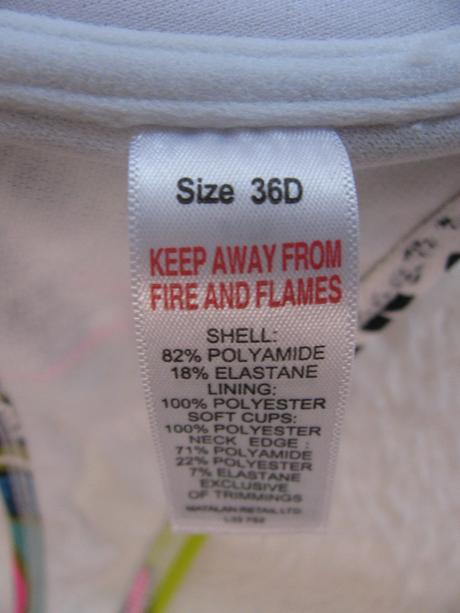 Size 36D
KEEP AWAY FROM
FIRE AND FLAMES
SHELL:
82% POLYAMIDE
18% ELASTANE
LINING:
100% POLYESTER
SOFT CUPS:
100% POLYESTER
NECK EDGE :
71% POLYAMIDE
22% POLYESTER
7% ELASTANE
EXCLUSIVE
OF TRIMMINGS
MATALAN RETAIL LTD